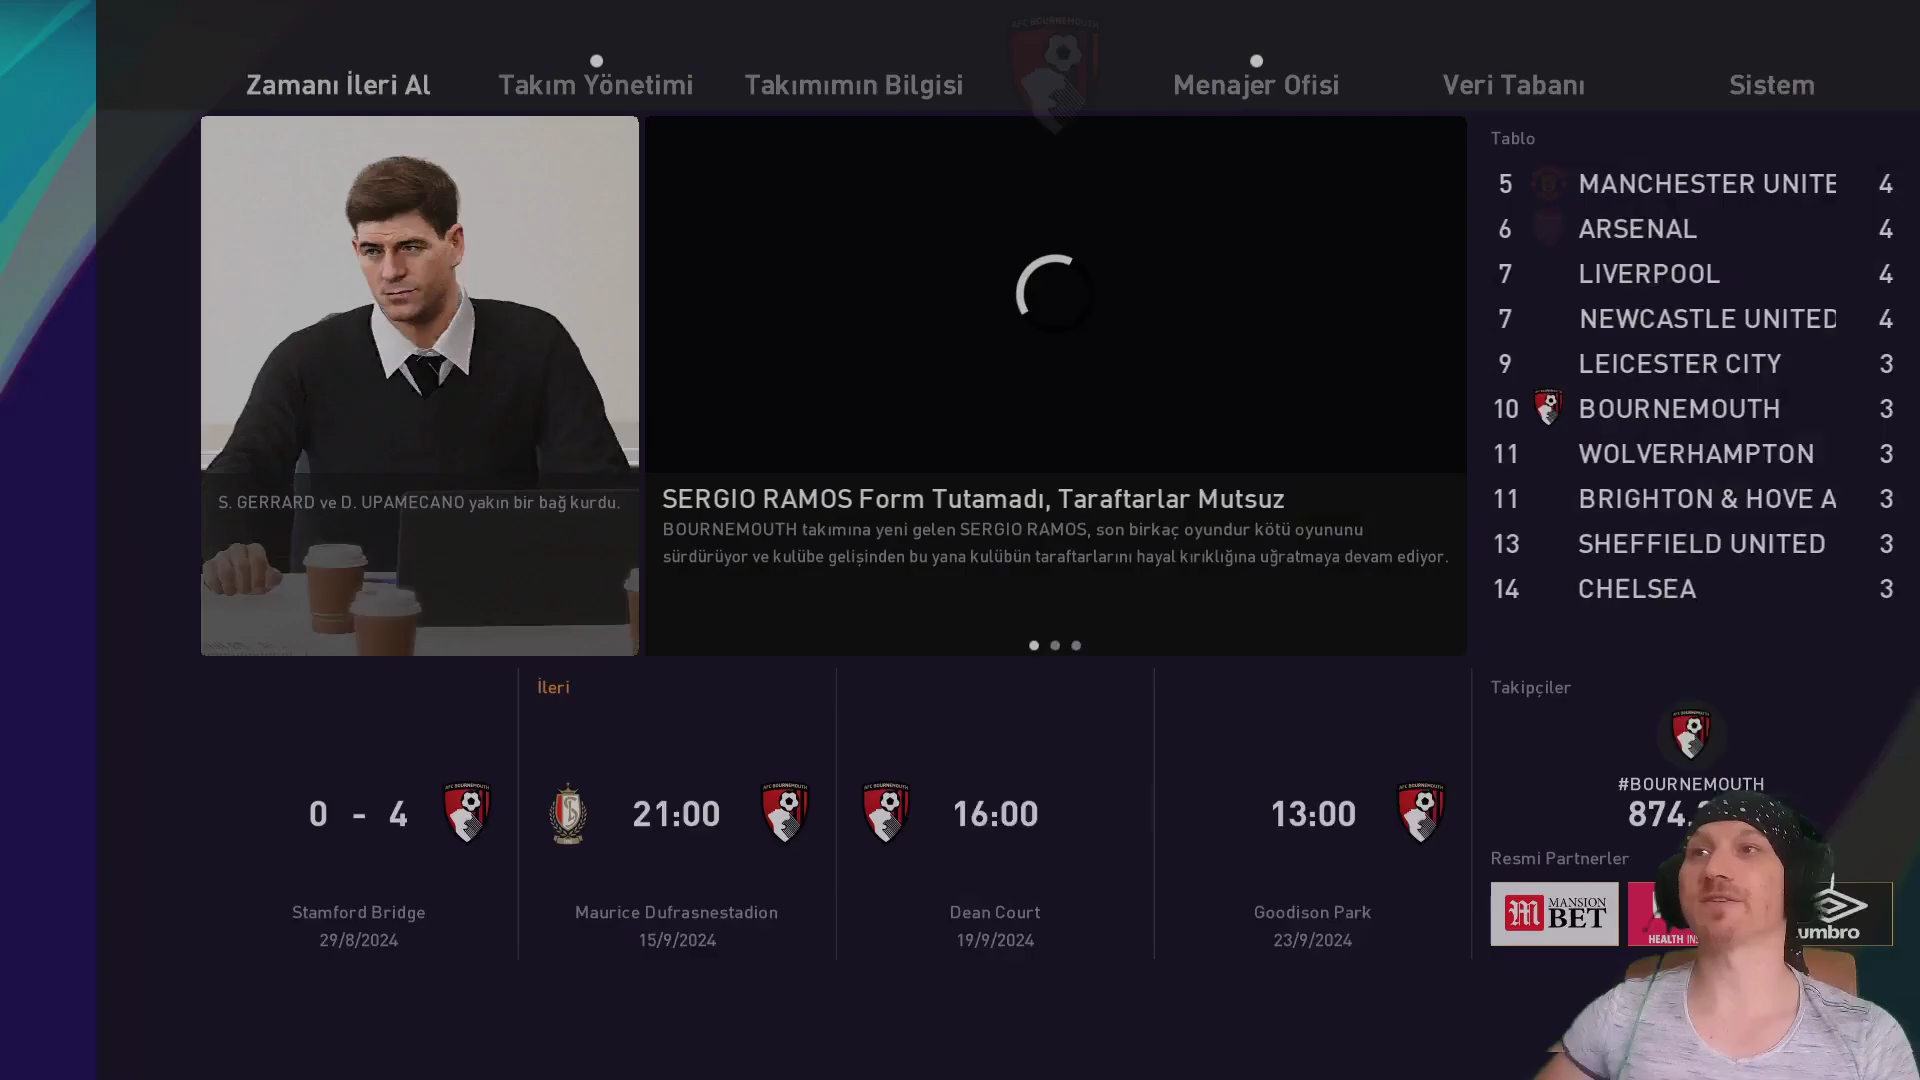 Zamanı İleri Al
Takım Yönetimi
Takımımın Bilgisi
AFC BOURNEMOUTH
Menajer Ofisi
Veri Tabanı
Sistem
S. GERRARD ve D. UPAMECANO yakın bir bağ kurdu.
SERGIO RAMOS Form Tutamadı, Taraftarlar Mutsuz
BOURNEMOUTH takımına yeni gelen SERGIO RAMOS, son birkaç oyundur kötü oyununu
sürdürüyor ve kulübe gelişinden bu yana kulübün taraftarlarını hayal kırıklığına uğratmaya devam ediyor.
Tablo
5 MANCHESTER UNITE 4
6 ARSENAL 4
7 LIVERPOOL 4
7 NEWCASTLE UNITED 4
9 LEICESTER CITY 3
10 BOURNEMOUTH 3
11 WOLVERHAMPTON 3
11 BRIGHTON & HOVE A 3
13 SHEFFIELD UNITED 3
14 CHELSEA 3
0 - 4
Stamford Bridge
29/8/2024
İleri
21:00
Maurice Dufrasnestadion
15/9/2024
16:00
Dean Court
19/9/2024
13:00
Goodison Park
23/9/2024
Takipçiler
#BOURNEMOUTH
874.
Resmi Partnerler
MANSION
BET
HEALTH
umbro